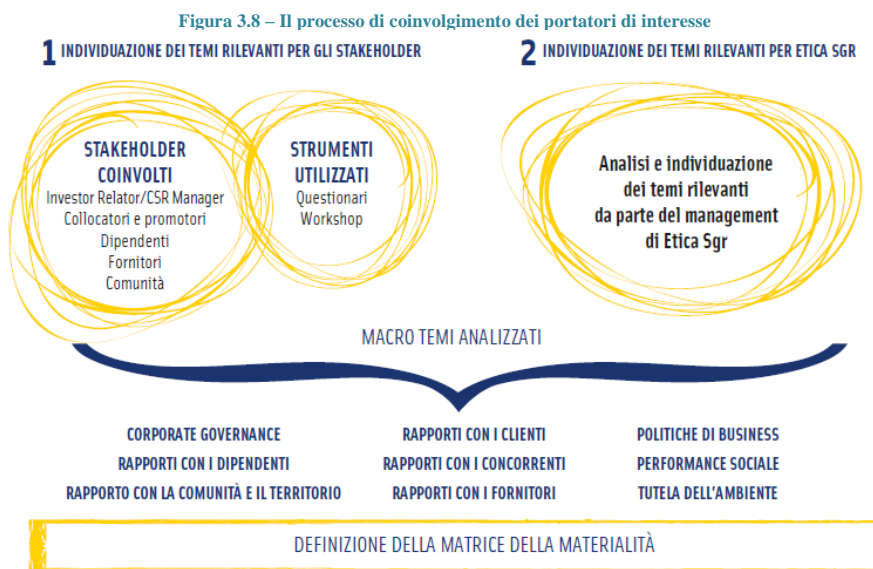 Figura 3.8 – Il processo di coinvolgimento dei portatori di interesse
1 INDIVIDUAZIONE DEI TEMI RILEVANTI PER GLI STAKEHOLDER
2 INDIVIDUAZIONE DEI TEMI RILEVANTI PER ETICA SGR
STAKEHOLDER
COINVOLTI
Investor Relator/CSR Manager
Collocatori e promotori
Dipendenti
Fornitori
Comunità
STRUMENTI
UTILIZZATI
Questionari
Workshop
Analisi e individuazione
dei temi rilevanti
da parte del management
di Etica Sgr
MACRO TEMI ANALIZZATI
CORPORATE GOVERNANCE
RAPPORTI CON I DIPENDENTI
RAPPORTO CON LA COMUNITÀ E IL TERRITORIO
RAPPORTI CON I CLIENTI
RAPPORTI CON I CONCORRENTI
RAPPORTI CON I FORNITORI
POLITICHE DI BUSINESS
PERFORMANCE SOCIALE
TUTELA DELL'AMBIENTE
DEFINIZIONE DELLA MATRICE DELLA MATERIALITÀ